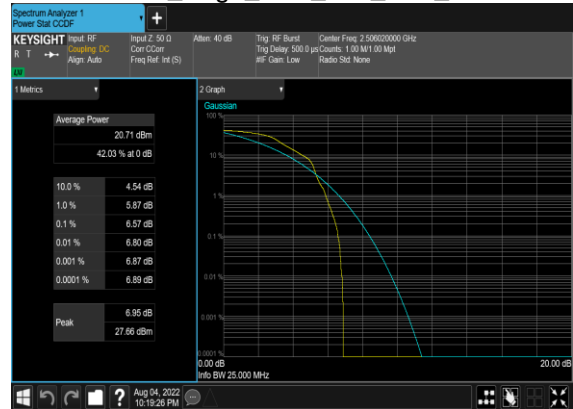 Spectrum Analyzer 1
Power Stat CCDF
+
KEYSIGHT
R T
LU
Input: RF
Coupling: DC
Align: Auto
Input Z: 50 Ω
Corr CCorr
Freq Ref: Int (S)
Atten: 40 dB
Trig: RF Burst
Trig Delay: 500.0 µs
#IF Gain: Low
Center Freq: 2.506020000 GHz
Counts: 1.00 M/1.00 Mpt
Radio Std: None
1 Metrics
Average Power
20.71 dBm
42.03 % at 0 dB
10.0 % 4.54 dB
1.0 % 5.87 dB
0.1 % 6.57 dB
0.01 % 6.80 dB
0.001 % 6.87 dB
0.0001 % 6.89 dB
Peak 6.95 dB
27.66 dBm
2 Graph
Gaussian
100 %
10 %
1 %
0.1 %
0.01 %
0.001 %
0.0001 %
0.00 dB 20.00 dB
Info BW 25.000 MHz
? Aug 04, 2022
10:19:26 PM